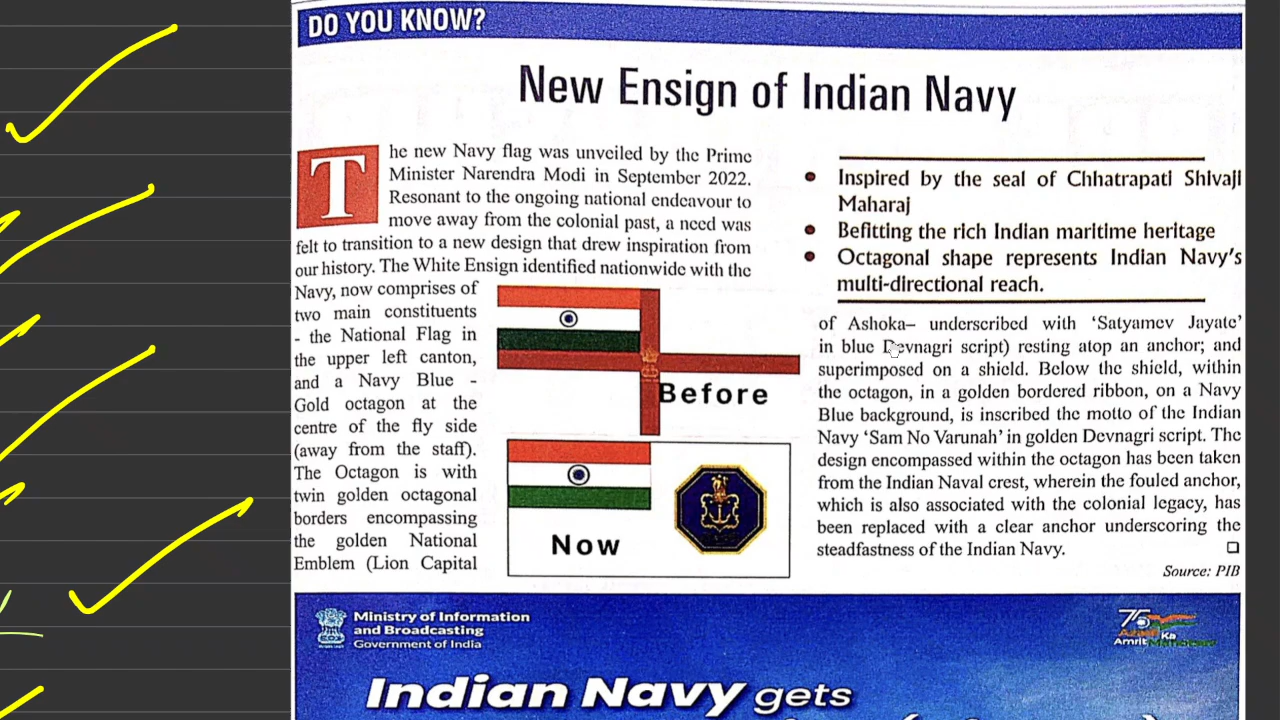 DO YOU KNOW?
New Ensign of Indian Navy
The new Navy flag was unveiled by the Prime
Minister Narendra Modi in September 2022.
Resonant to the ongoing national endeavour to
move away from the colonial past, a need was
felt to transition to a new design that drew inspiration from
our history. The White Ensign identified nationwide with the
Navy, now comprises of
two main constituents
- the National Flag in
the upper left canton,
and a Navy Blue -
Gold octagon at the
centre of the fly side
(away from the staff).
The Octagon is with
twin golden octagonal
borders encompassing
the golden National
Emblem (Lion Capital
Before
Now
• Inspired by the seal of Chhatrapati Shivaji
Maharaj
• Befitting the rich Indian maritime heritage
• Octagonal shape represents Indian Navy's
multi-directional reach.
of Ashoka– underscribed with 'Satyamev Jayate'
in blue Devnagri script) resting atop an anchor; and
superimposed on a shield. Below the shield, within
the octagon, in a golden bordered ribbon, on a Navy
Blue background, is inscribed the motto of the Indian
Navy 'Sam No Varunah' in golden Devnagri script. The
design encompassed within the octagon has been taken
from the Indian Naval crest, wherein the fouled anchor,
which is also associated with the colonial legacy, has
been replaced with a clear anchor underscoring the
steadfastness of the Indian Navy.
Source: PIB
Ministry of Information
and Broadcasting
Government of India
75
Azadi Ka
Amrit Mahotsav
Indian Navy gets